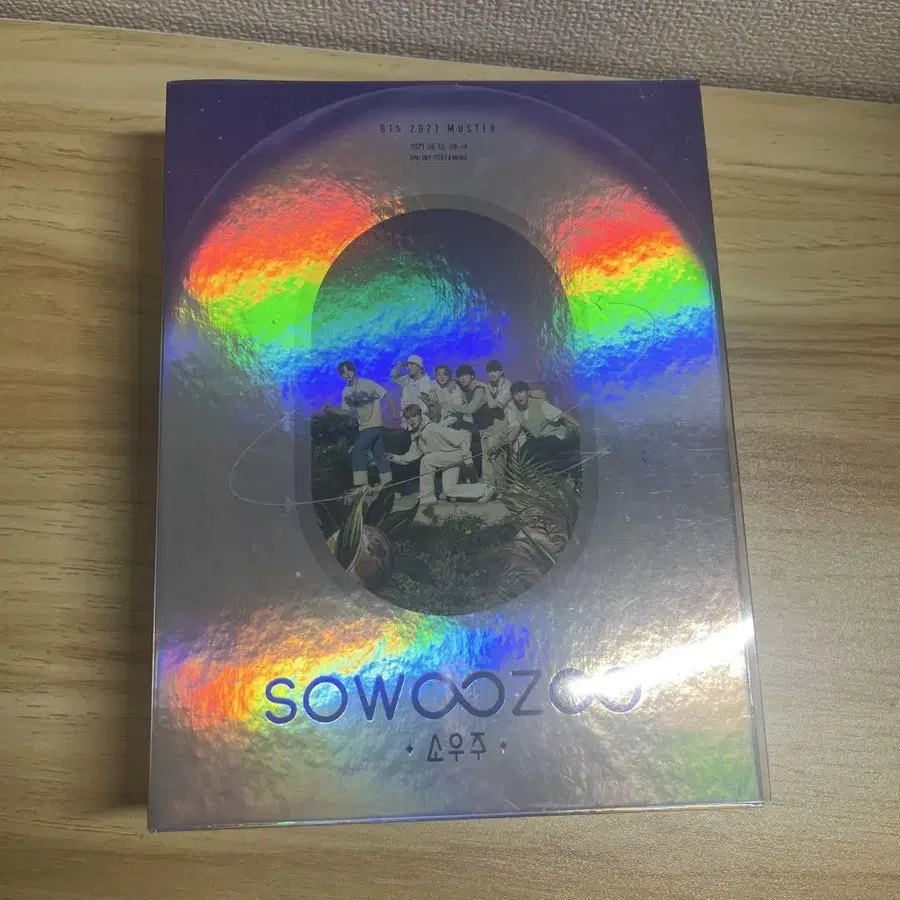 BTS 2021 MUSTER
2021.06.13-06.14
ONLINE STREAMING
SOWOOZOO
소우주